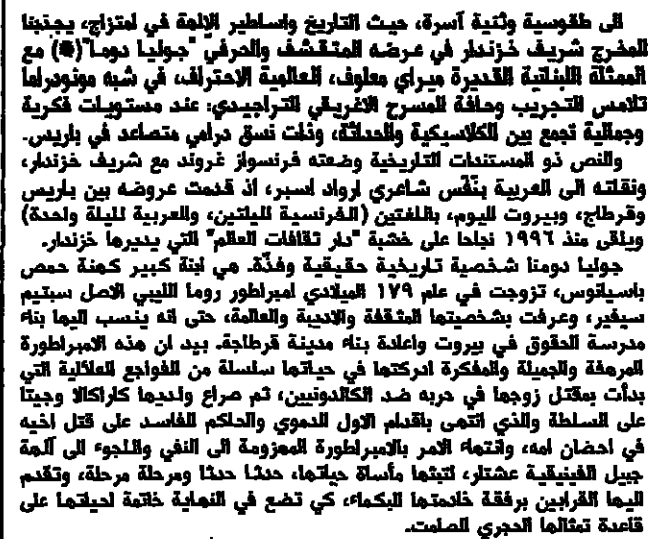 الى طقوسية وثنية آسرة، حيث التاريخ واساطير الآلهة في امتزاج، يجتذبنا
المخرج شريف خزندار في عرضه المتقشف والحرفي "جوليا دومنا"(*) مع
الممثلة اللبنانية القديرة ميراي معلوف، العالمية الاحتراف، في شبه مونودراما
تلامس التجريب وحافة المسرح الاغريقي التراجيدي: عند مستويات فكرية
وجمالية تجمع بين الكلاسيكية والحداثة، وذات نسق درامي متصاعد في باريس.
والنص ذو المستندات التاريخية وضعته فرنسواز غروند مع شريف خزندار،
ونقلته الى العربية بنفَس شاعري ارواد اسبر، اذ قدمت عروضه بين باريس
وقرطاج، وبيروت اليوم، باللغتين (الفرنسية لليلتين، والعربية لليلة واحدة)
ويلقى منذ ١٩٩٦ نجاحا على خشبة "دار ثقافات العالم" التي يديرها خزندار.
جوليا دومنا شخصية تاريخية حقيقية وفذّة. هي ابنة كبير كهنة حمص
باسيانوس، تزوجت في عام ١٧٩ الميلادي امبراطور روما الليبي الاصل سبتيم
سيفير، وعرفت بشخصيتها المثقفة والاديبة والعالمة، حتى انه ينسب اليها بناء
مدرسة الحقوق في بيروت واعادة بناء مدينة قرطاجة. بيد ان هذه الامبراطورة
المرهفة والجميلة والمفكرة ادركتها في حياتها سلسلة من الفواجع العائلية التي
بدأت بمقتل زوجها في حربه ضد الكالدونيين، ثم صراع ولديها كاراكالا وجيتا
على السلطة والذي انتهى باقدام الاول الدموي والحاكم الفاسد على قتل اخيه
في احضان امه، وانتهاء الامر بالامبراطورة المهزومة الى النفي واللجوء الى آلهة
جبيل الفينيقية عشتار، لتبثها مأساة حياتها، حدثا حدثا ومرحلة مرحلة، وتقدم
اليها القرابين برفقة خادمتها البكماء، كي تضع في النهاية خاتمة لحياتها على
قاعدة تمثالها الحجري الصامت.